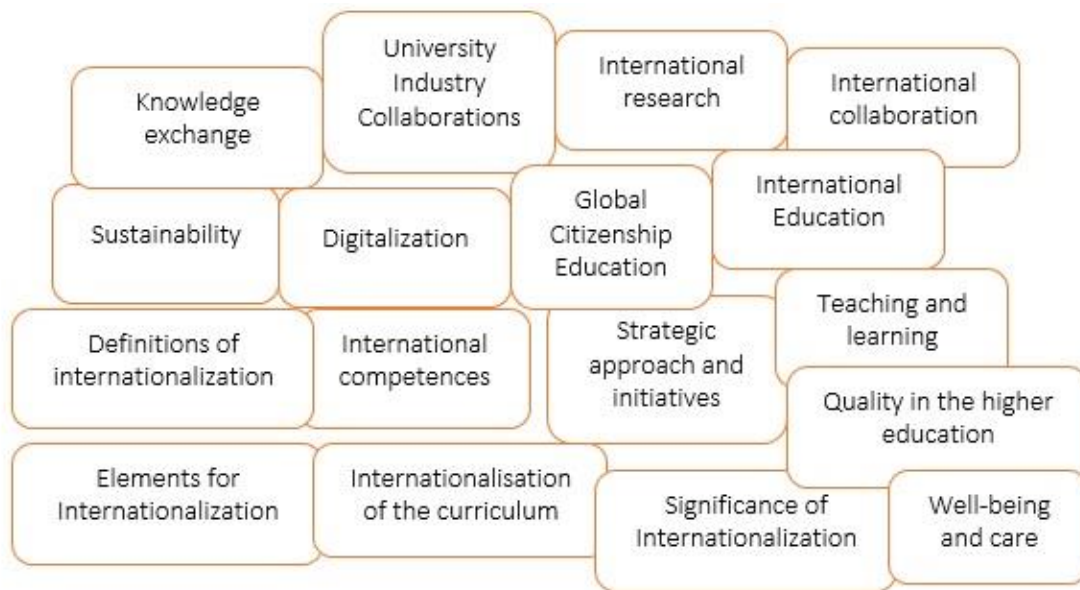 Knowledge
exchange
University
Industry
Collaborations
International
research
International
collaboration
Sustainability
Digitalization
Global
Citizenship
Education
International
Education
Definitions of
internationalization
International
competences
Strategic
approach and
initiatives
Teaching and
learning
Quality in the higher
education
Elements for
Internationalization
Internationalisation
of the curriculum
Significance of
Internationalization
Well-being
and care